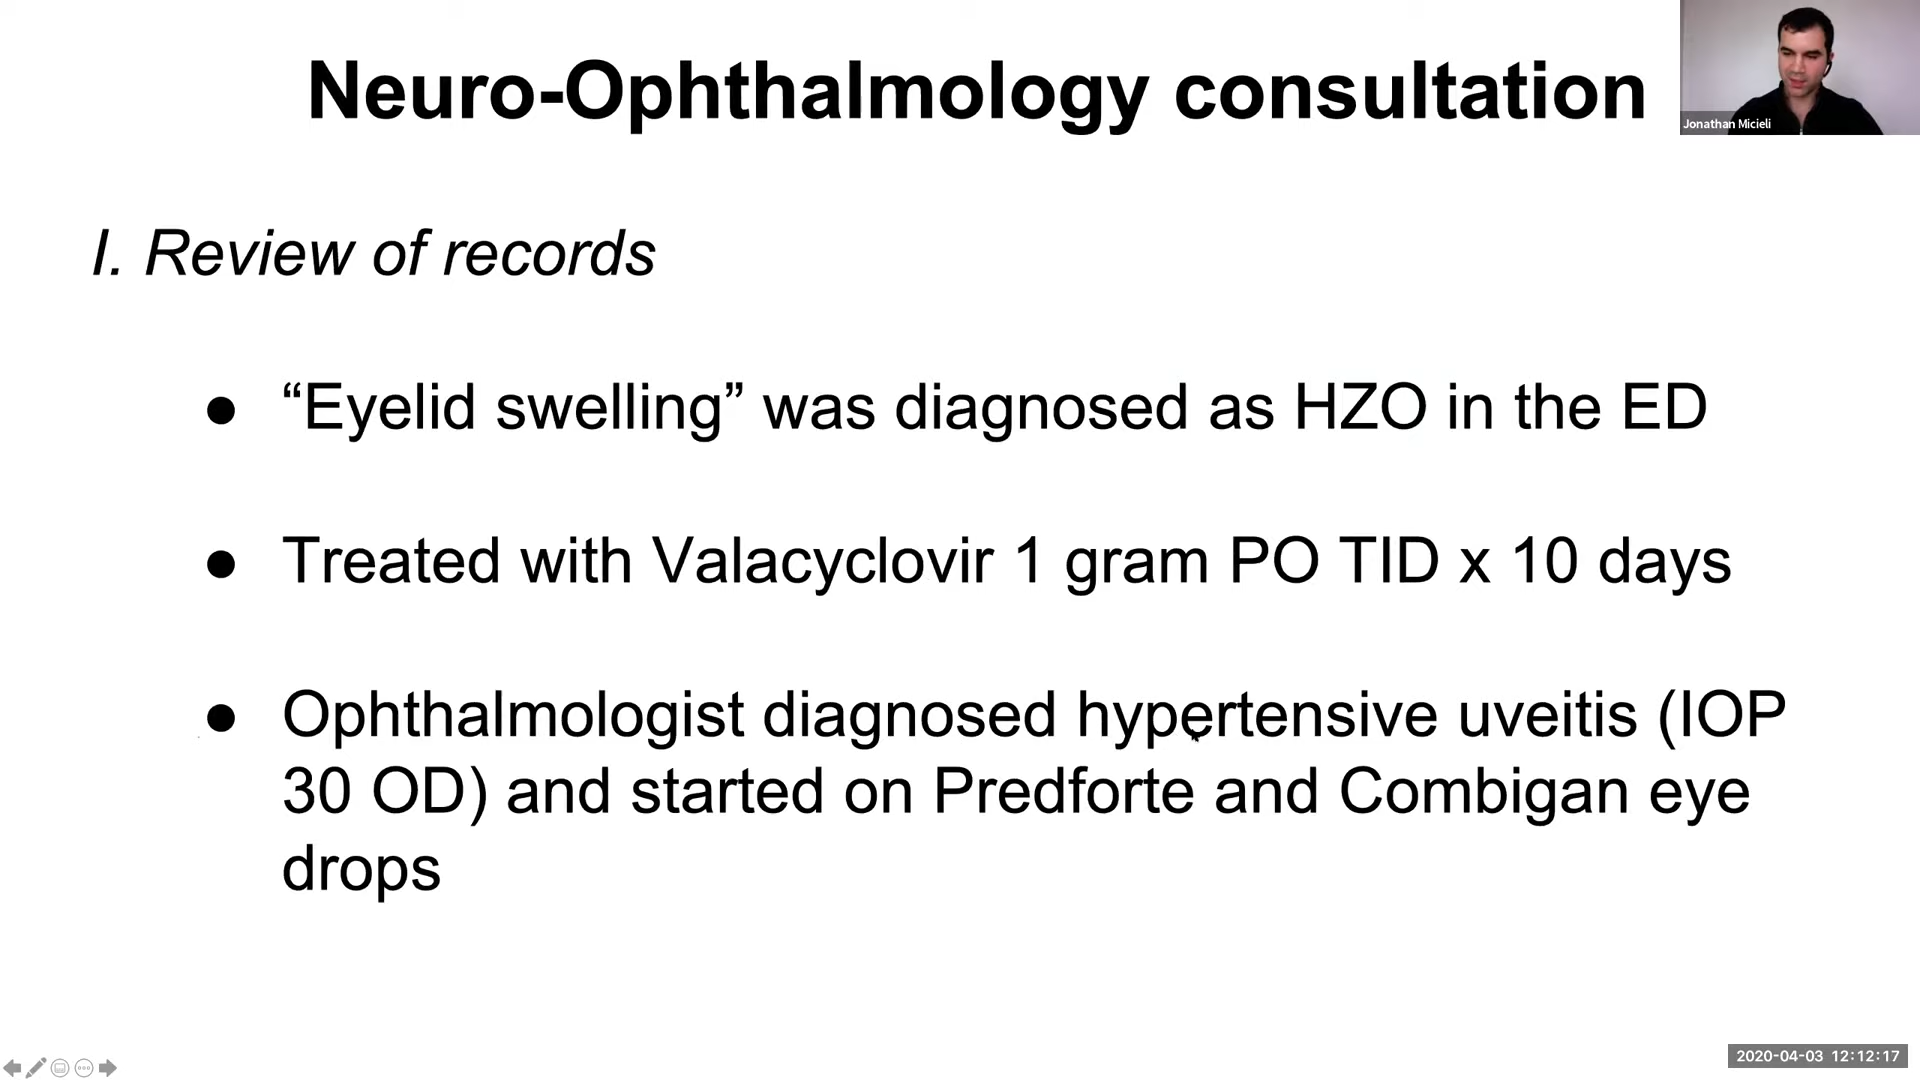 Neuro-Ophthalmology consultation
Jonathan Micieli
I. Review of records
● “Eyelid swelling” was diagnosed as HZO in the ED
● Treated with Valacyclovir 1 gram PO TID x 10 days
● Ophthalmologist diagnosed hypertensive uveitis (IOP
30 OD) and started on Predforte and Combigan eye
drops
2020-04-03 12:12:17